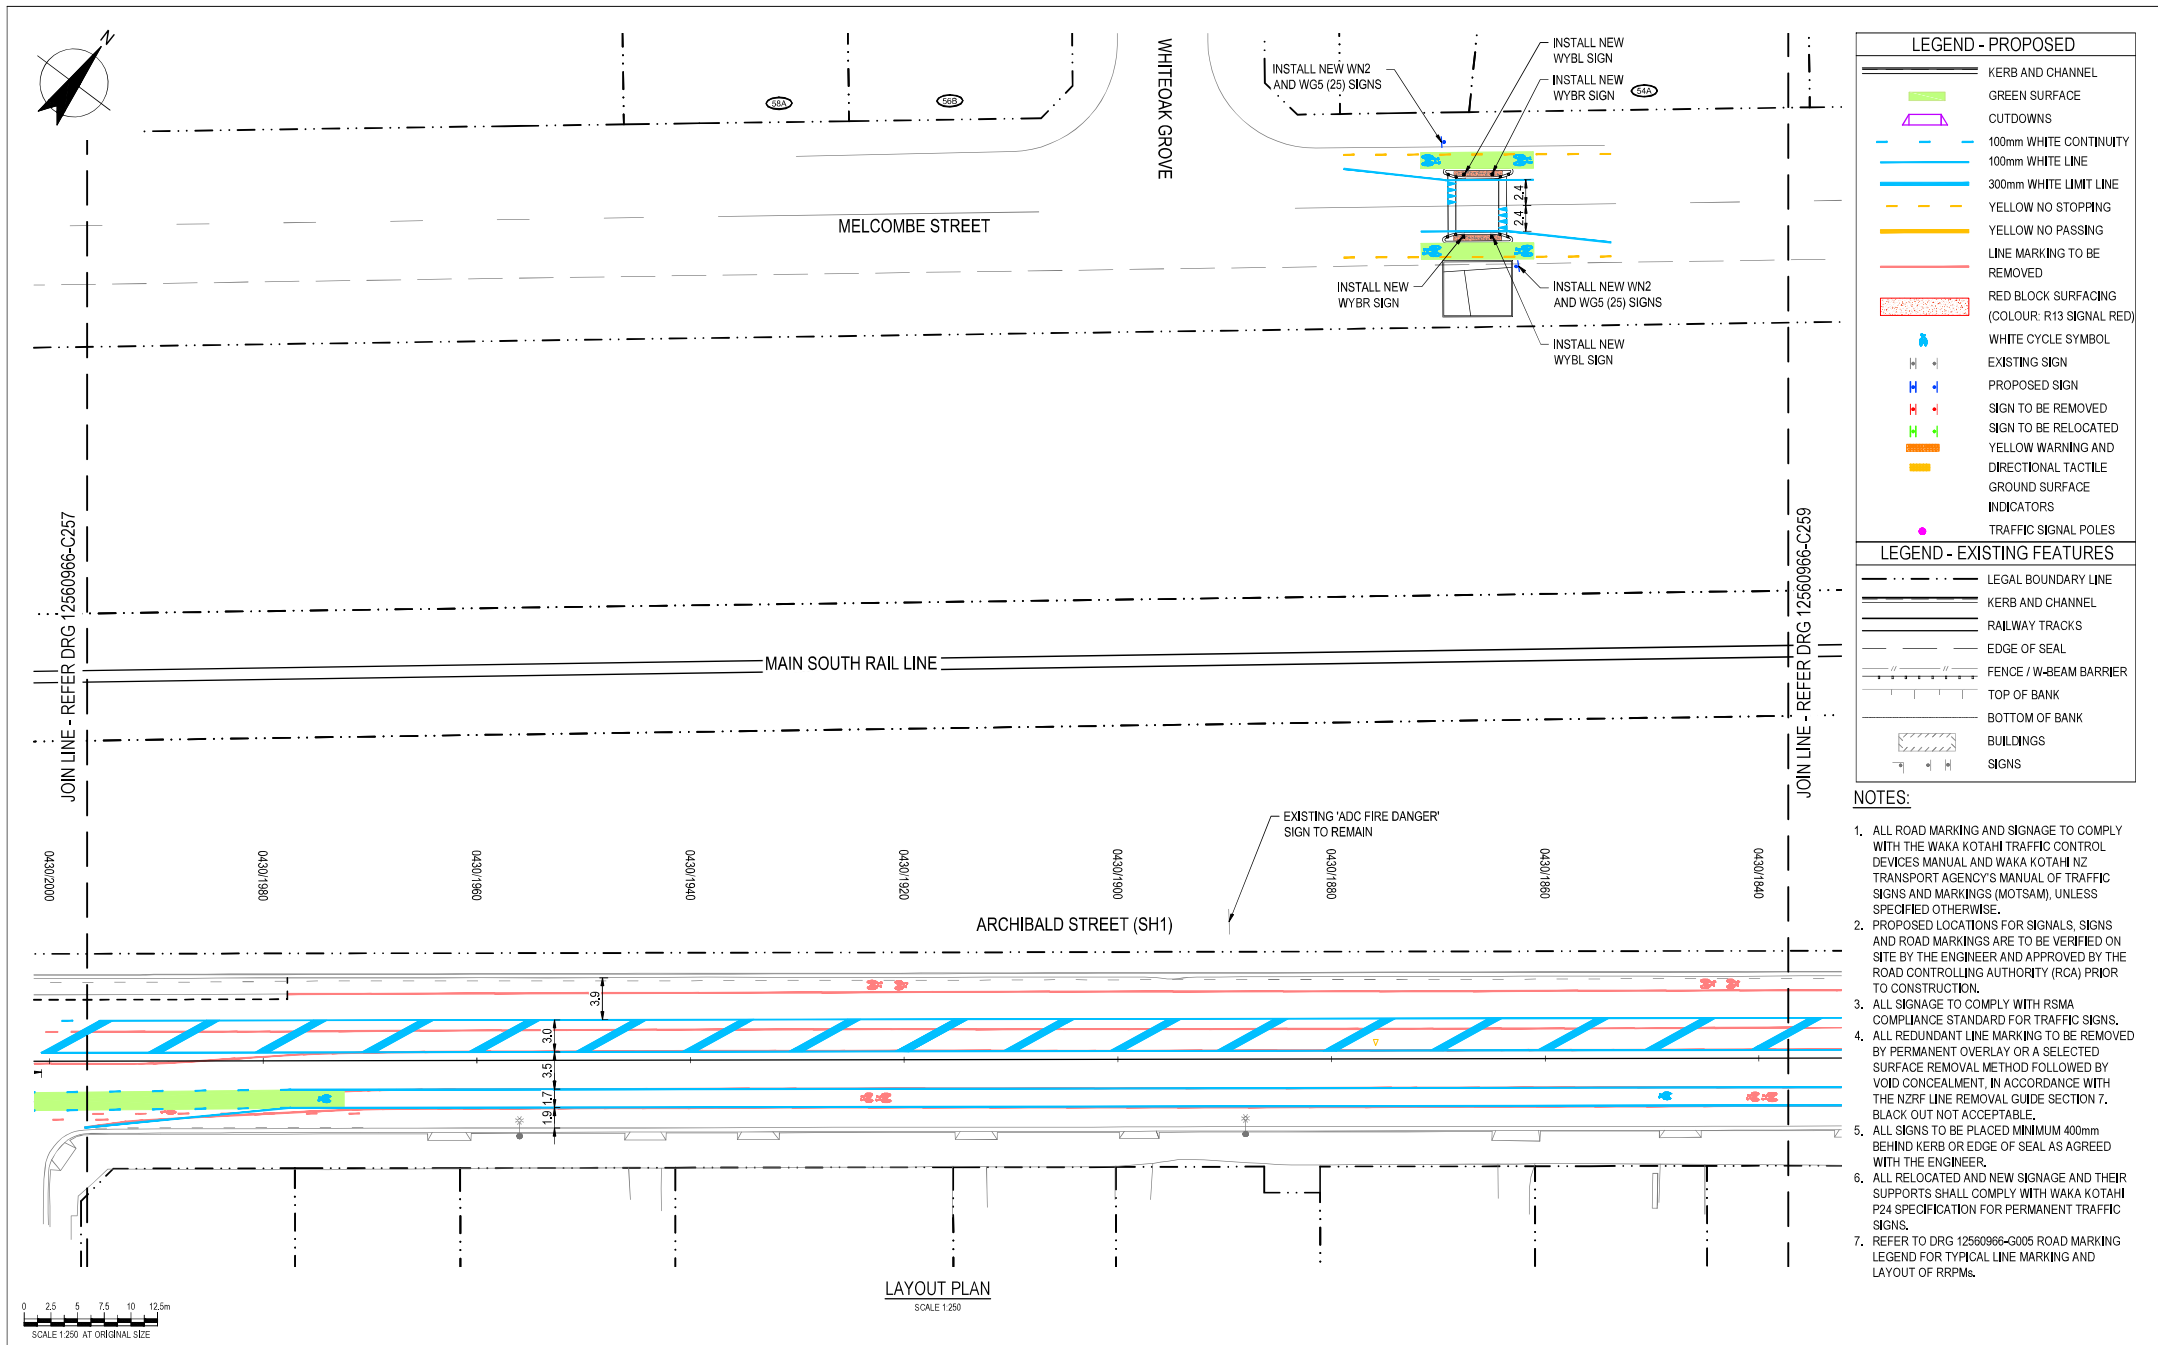 N
58A
56B
WHITEOAK GROVE
INSTALL NEW WN2
AND WG5 (25) SIGNS
INSTALL NEW
WYBL SIGN
INSTALL NEW
WYBR SIGN
54A
2.4
2.4
MELCOMBE STREET
INSTALL NEW
WYBR SIGN
INSTALL NEW WN2
AND WG5 (25) SIGNS
INSTALL NEW
WYBL SIGN
JOIN LINE - REFER DRG 12560966-C257
JOIN LINE - REFER DRG 12560966-C259
MAIN SOUTH RAIL LINE
EXISTING 'ADC FIRE DANGER'
SIGN TO REMAIN
0430/2000
0430/1980
0430/1960
0430/1940
0430/1920
0430/1900
0430/1880
0430/1860
0430/1840
ARCHIBALD STREET (SH1)
3.9
3.0
3.5
1.7
1.9
LAYOUT PLAN
SCALE 1:250
0 2.5 5 7.5 10 12.5m
SCALE 1:250 AT ORIGINAL SIZE
LEGEND - PROPOSED
KERB AND CHANNEL
GREEN SURFACE
CUTDOWNS
100mm WHITE CONTINUITY
100mm WHITE LINE
300mm WHITE LIMIT LINE
YELLOW NO STOPPING
YELLOW NO PASSING
LINE MARKING TO BE
REMOVED
RED BLOCK SURFACING
(COLOUR: R13 SIGNAL RED)
WHITE CYCLE SYMBOL
EXISTING SIGN
PROPOSED SIGN
SIGN TO BE REMOVED
SIGN TO BE RELOCATED
YELLOW WARNING AND
DIRECTIONAL TACTILE
GROUND SURFACE
INDICATORS
TRAFFIC SIGNAL POLES
LEGEND - EXISTING FEATURES
LEGAL BOUNDARY LINE
KERB AND CHANNEL
RAILWAY TRACKS
EDGE OF SEAL
FENCE / W-BEAM BARRIER
TOP OF BANK
BOTTOM OF BANK
BUILDINGS
SIGNS
NOTES:
1. ALL ROAD MARKING AND SIGNAGE TO COMPLY
WITH THE WAKA KOTAHI TRAFFIC CONTROL
DEVICES MANUAL AND WAKA KOTAHI NZ
TRANSPORT AGENCY'S MANUAL OF TRAFFIC
SIGNS AND MARKINGS (MOTSAM), UNLESS
SPECIFIED OTHERWISE.
2. PROPOSED LOCATIONS FOR SIGNALS, SIGNS
AND ROAD MARKINGS ARE TO BE VERIFIED ON
SITE BY THE ENGINEER AND APPROVED BY THE
ROAD CONTROLLING AUTHORITY (RCA) PRIOR
TO CONSTRUCTION.
3. ALL SIGNAGE TO COMPLY WITH RSMA
COMPLIANCE STANDARD FOR TRAFFIC SIGNS.
4. ALL REDUNDANT LINE MARKING TO BE REMOVED
BY PERMANENT OVERLAY OR A SELECTED
SURFACE REMOVAL METHOD FOLLOWED BY
VOID CONCEALMENT, IN ACCORDANCE WITH
THE NZRF LINE REMOVAL GUIDE SECTION 7.
BLACK OUT NOT ACCEPTABLE.
5. ALL SIGNS TO BE PLACED MINIMUM 400mm
BEHIND KERB OR EDGE OF SEAL AS AGREED
WITH THE ENGINEER.
6. ALL RELOCATED AND NEW SIGNAGE AND THEIR
SUPPORTS SHALL COMPLY WITH WAKA KOTAHI
P24 SPECIFICATION FOR PERMANENT TRAFFIC
SIGNS.
7. REFER TO DRG 12560966-G005 ROAD MARKING
LEGEND FOR TYPICAL LINE MARKING AND
LAYOUT OF RRPMs.